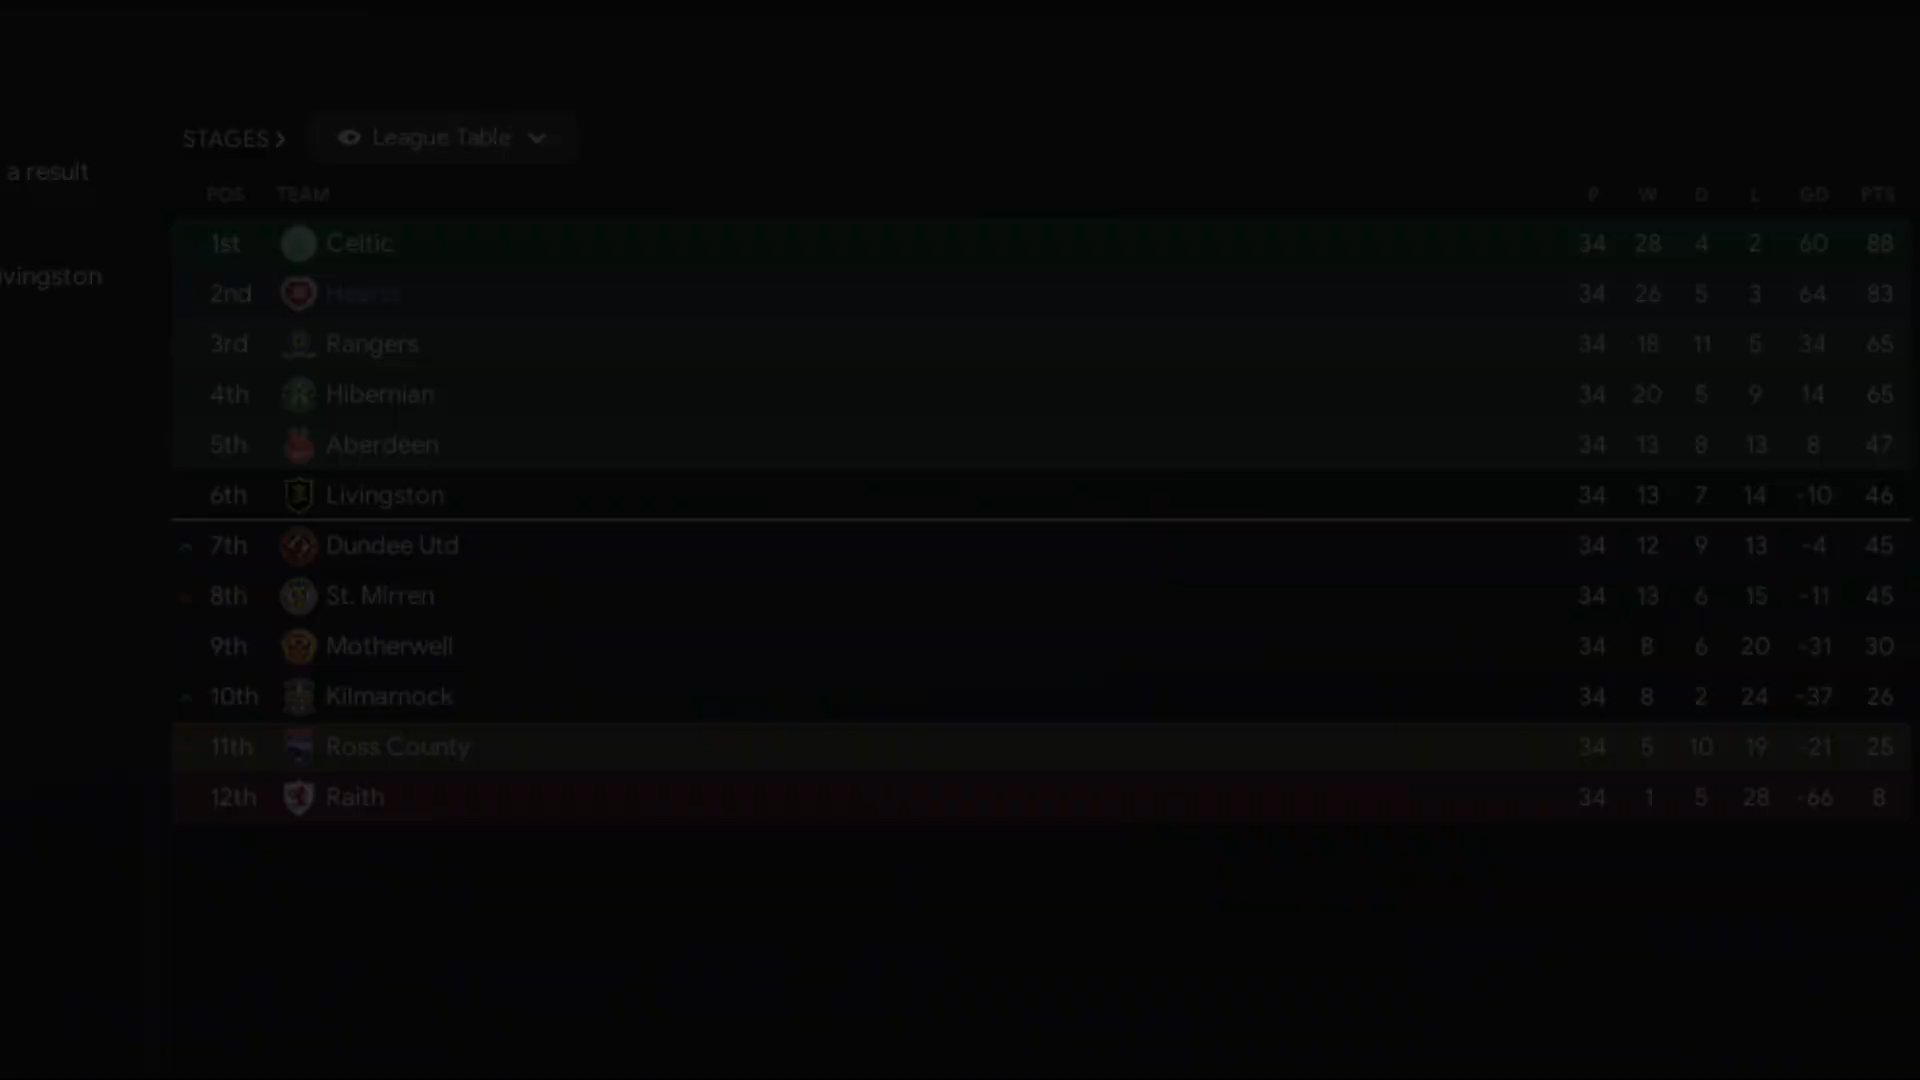 STAGES League Table
a result
POS TEAM P W D L GD PTS
1st Celtic 34 28 4 2 60 88
ivingston
2nd Hearts 34 26 5 3 64 83
3rd Rangers 34 18 11 5 34 65
4th Hibernian 34 20 5 9 14 65
5th Aberdeen 34 13 8 13 8 47
6th Livingston 34 13 7 14 -10 46
7th Dundee Utd 34 12 9 13 -4 45
8th St. Mirren 34 13 6 15 -11 45
9th Motherwell 34 8 6 20 -31 30
10th Kilmarnock 34 8 2 24 -37 26
11th Ross County 34 5 10 19 -21 25
12th Raith 34 1 5 28 -66 8